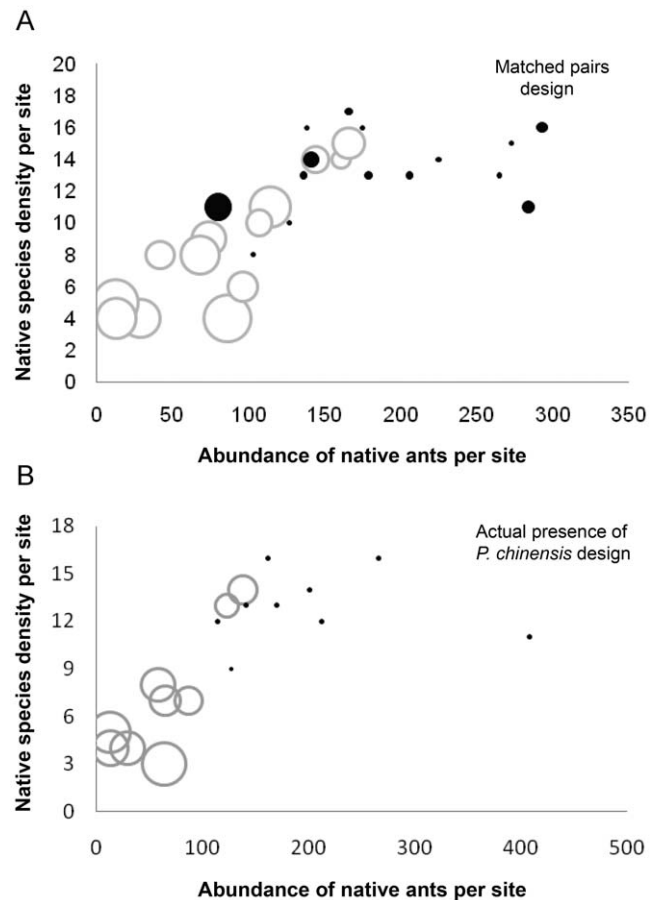 A
Matched pairs
design
Native species density per site
20
18
16
14
12
10
8
6
4
2
0
0 50 100 150 200 250 300 350
Abundance of native ants per site
B
Actual presence of
P. chinensis design
Native species density per site
18
15
12
9
6
3
0
0 100 200 300 400 500
Abundance of native ants per site